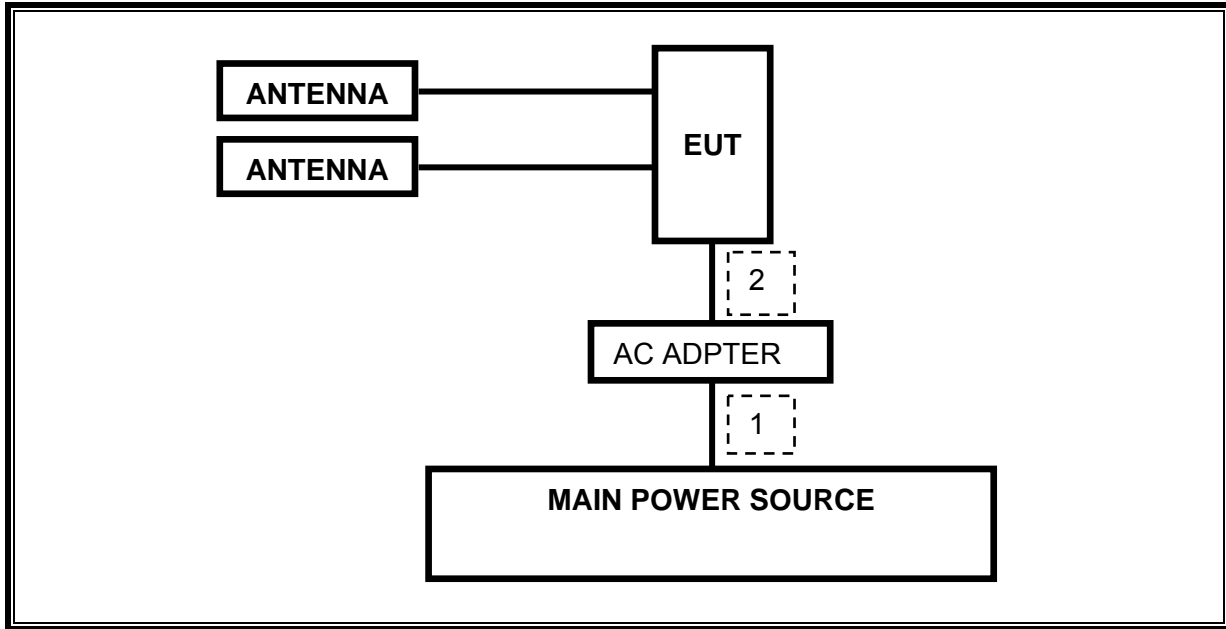 ANTENNA
ANTENNA
EUT
2
AC ADPTER
1
MAIN POWER SOURCE